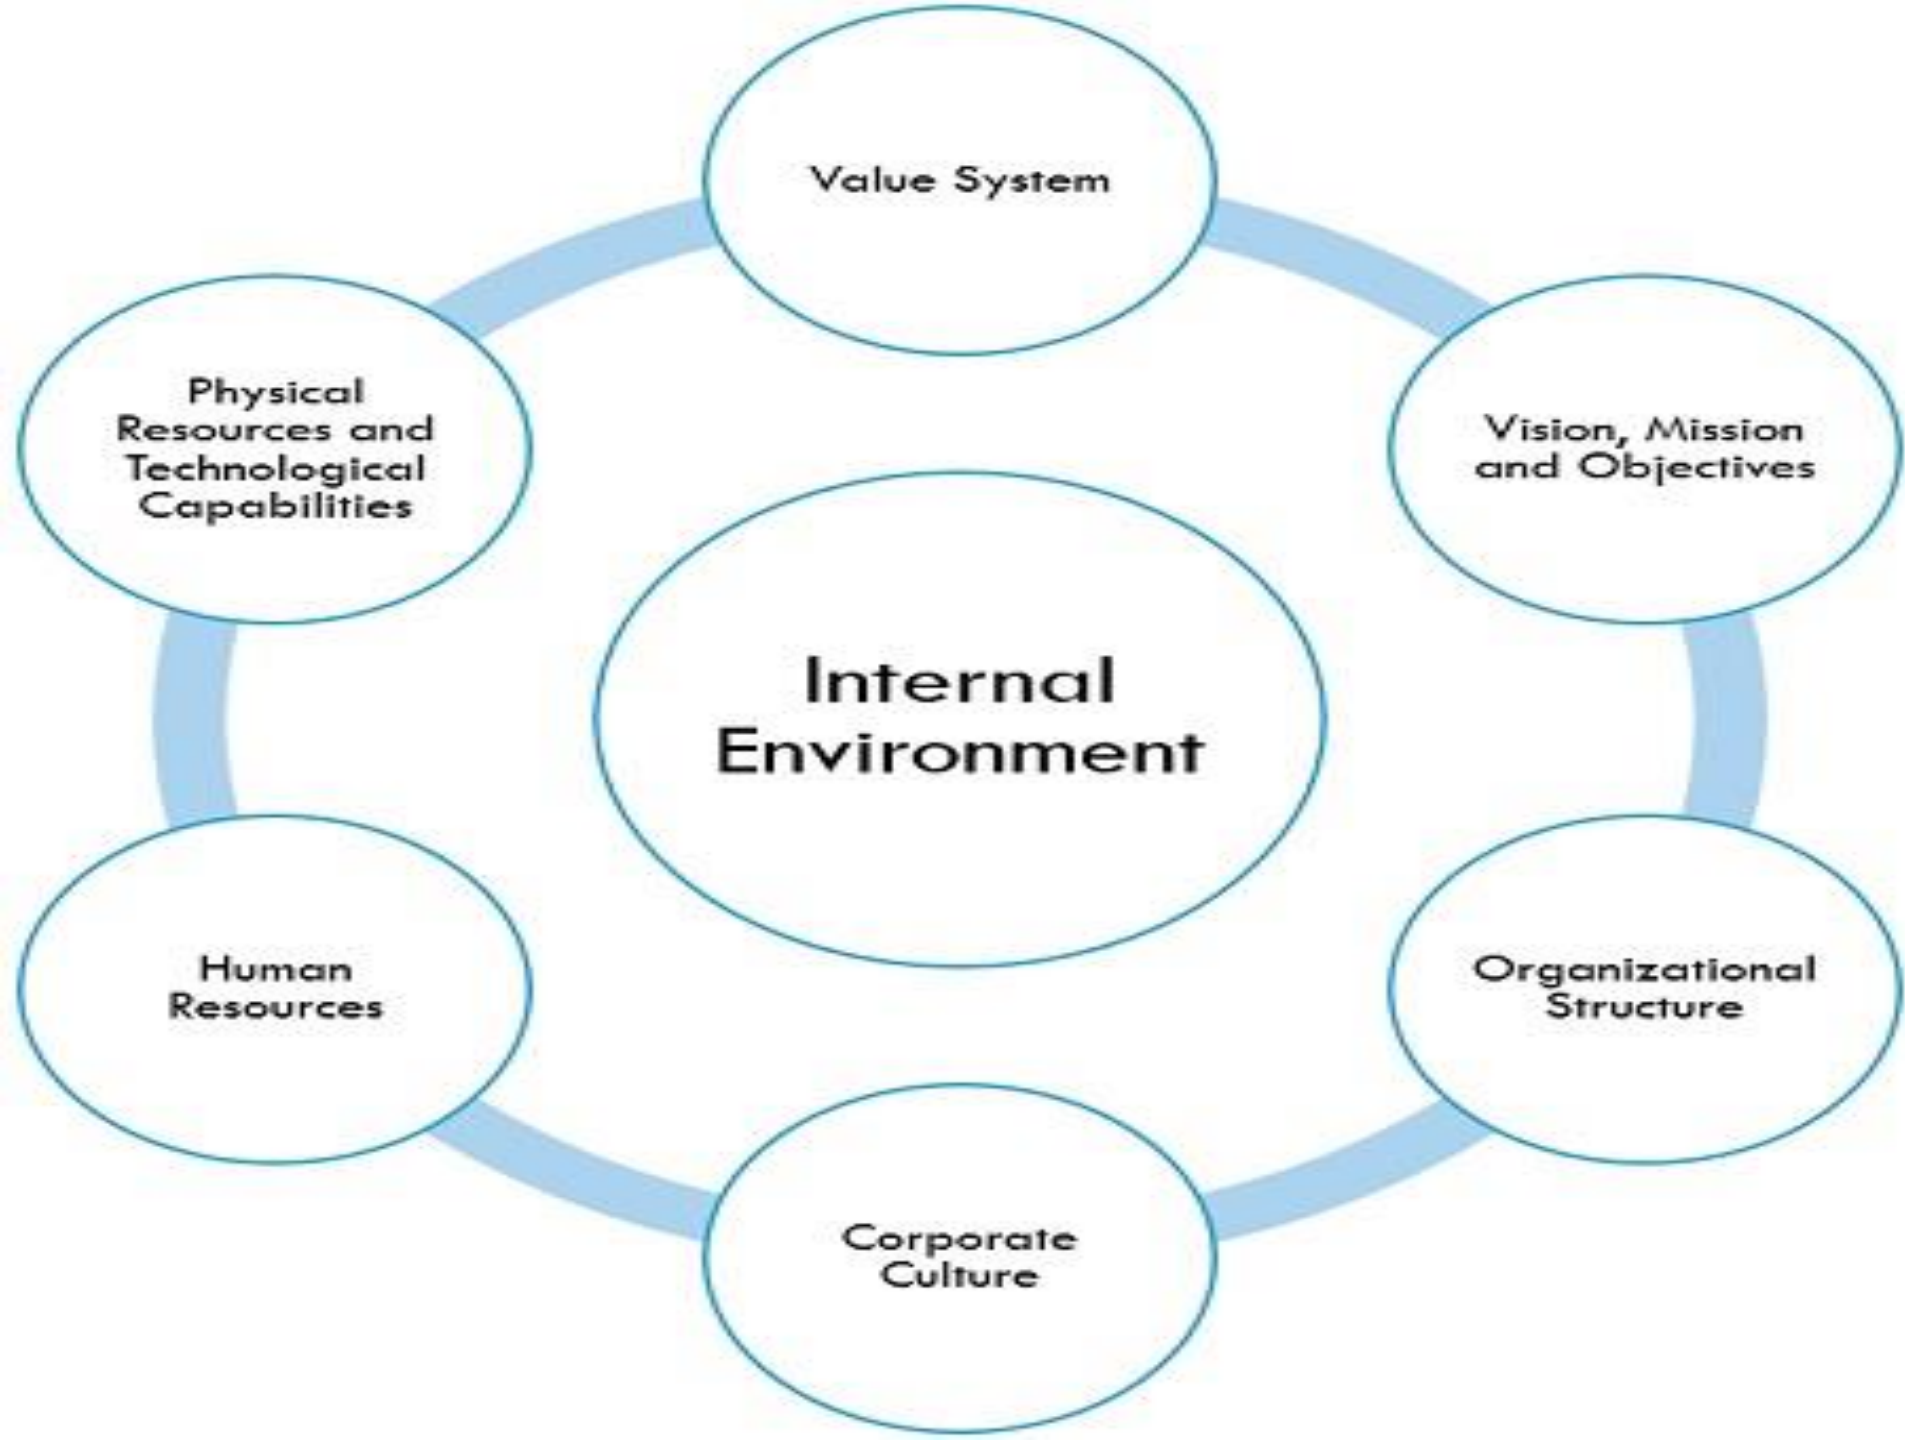 Value System
Physical
Resources and
Technological
Capabilities
Vision, Mission
and Objectives
Internal
Environment
Human
Resources
Organizational
Structure
Corporate
Culture